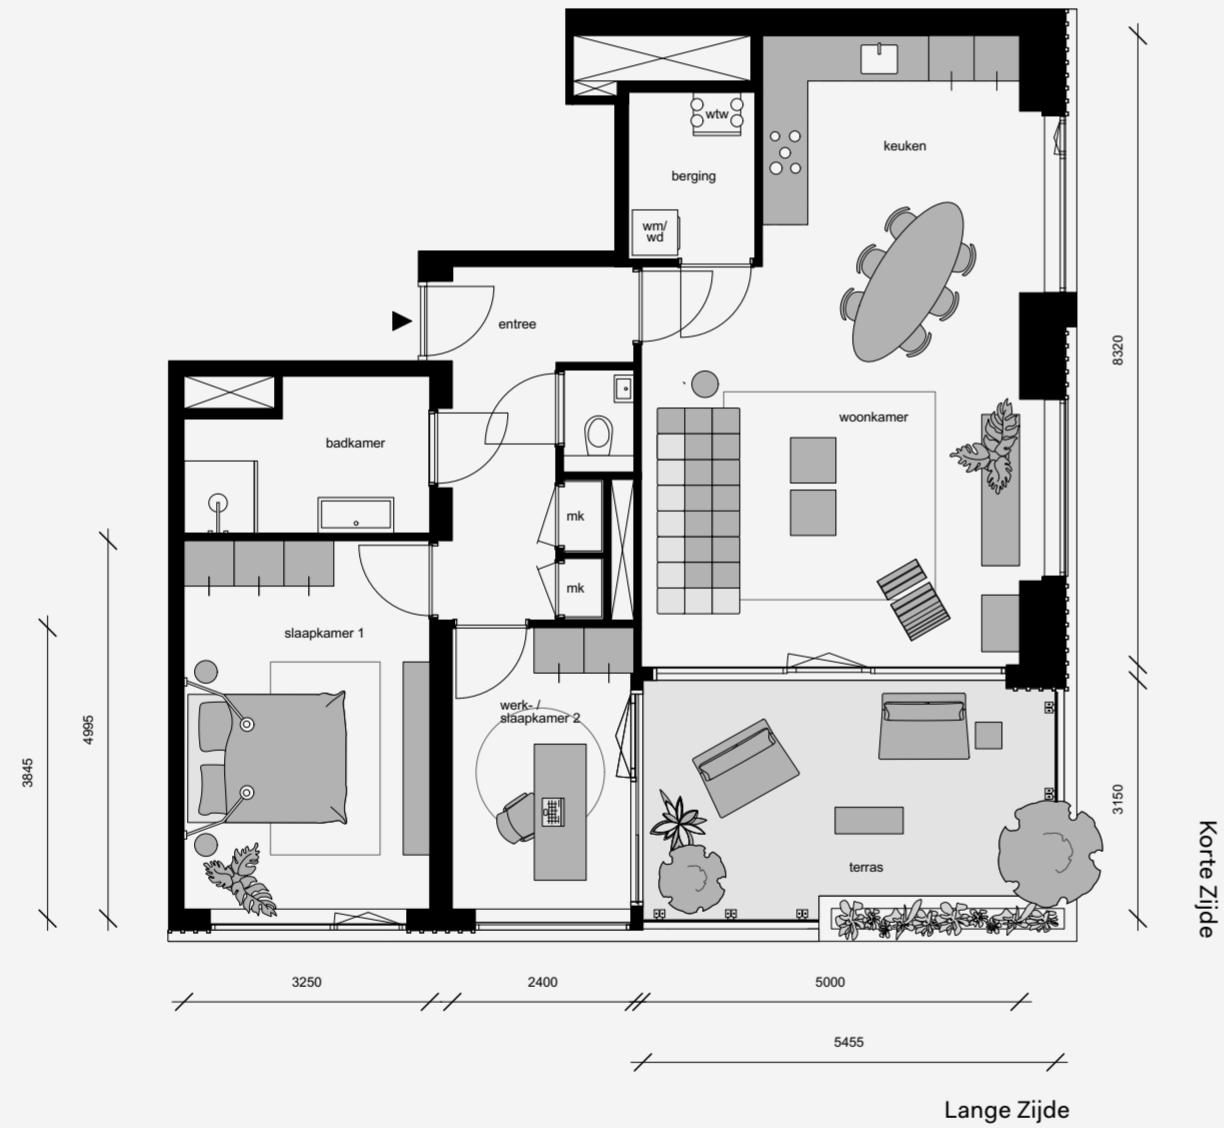 wtw
keuken
berging
wm/
wd
entree
8320
woonkamer
badkamer
mk
mk
slaapkamer 1
werk- /
slaapkamer 2
4995
3845
3150
terras
Korte Zijde
3250
2400
5000
5455
Lange Zijde